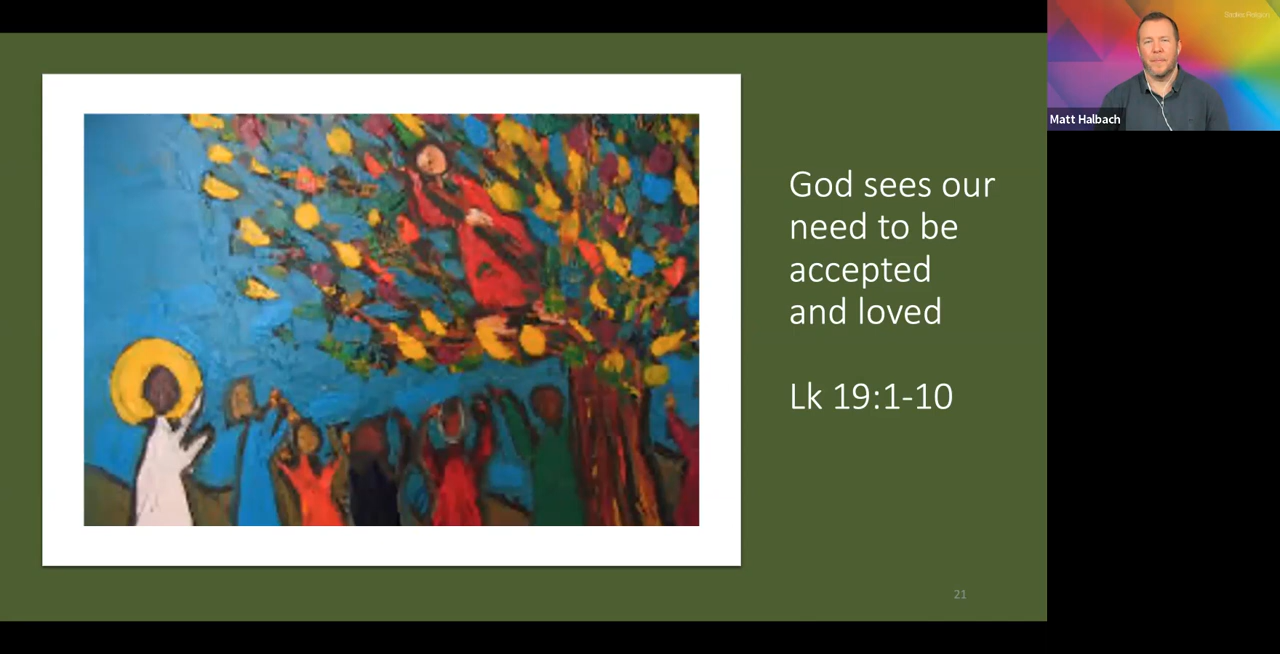 God sees our
need to be
accepted
and loved
Lk 19:1-10
21
Matt Halbach